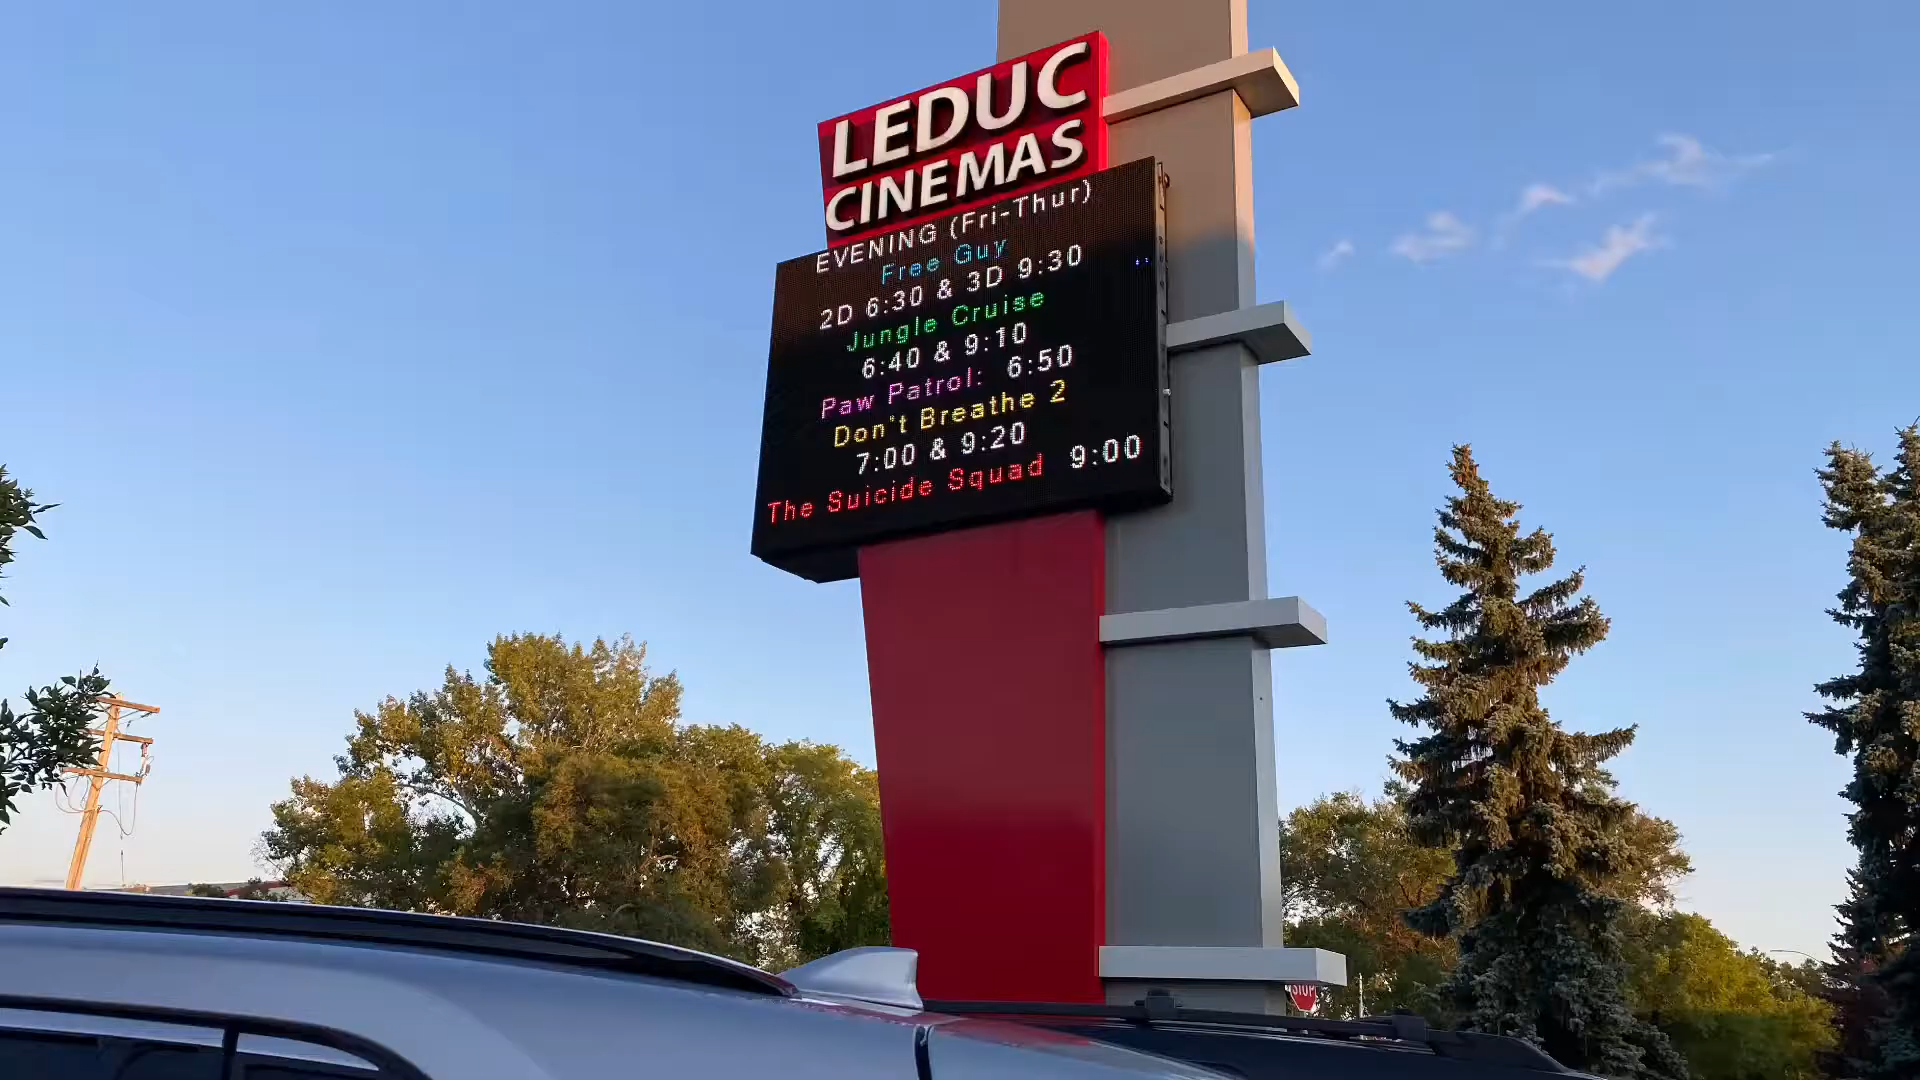 LEDUC
CINEMAS
EVENING (Fri-Thur)
Free Guy
2D 6:30 & 3D 9:30
Jungle Cruise
6:40 & 9:10
Paw Patrol: 6:50
Don't Breathe 2
7:00 & 9:20
The Suicide Squad 9:00
STOP